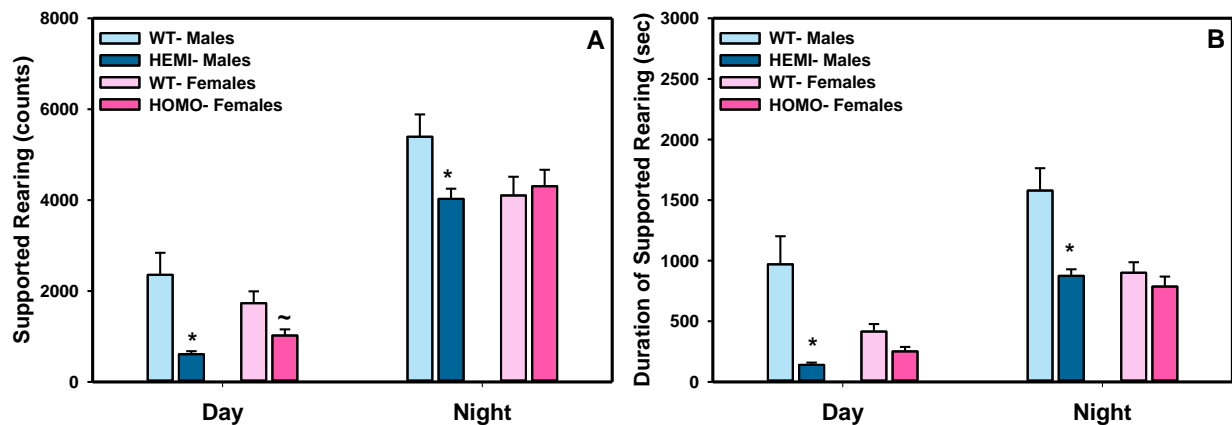 Supported Rearing (counts)
8000
6000
4000
2000
0
WT- Males
HEMI- Males
WT- Females
HOMO- Females
A
*
~
*
Day
Night
Duration of Supported Rearing (sec)
3000
2500
2000
1500
1000
500
0
WT- Males
HEMI- Males
WT- Females
HOMO- Females
B
*
*
Day
Night